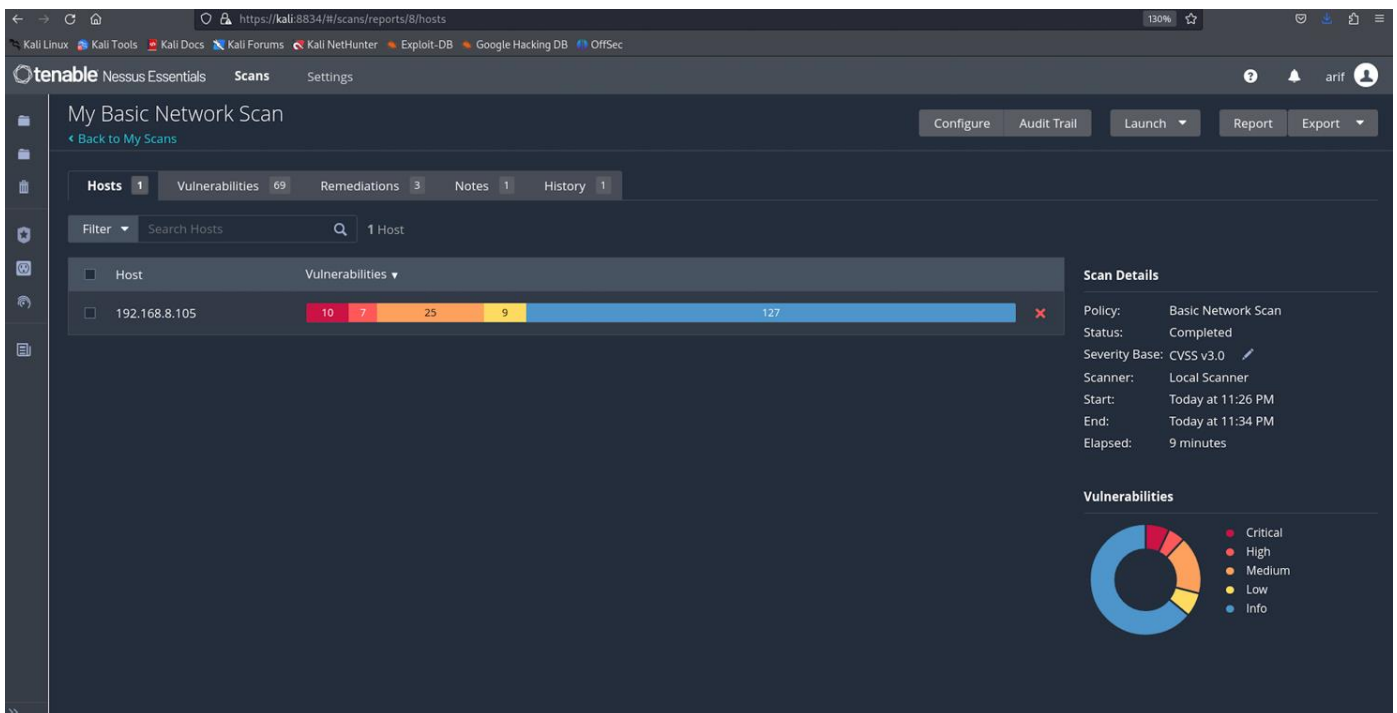 https://kali:8834/#/scans/reports/8/hosts 130%
Kali Linux Kali Tools Kali Docs Kali Forums Kali NetHunter Exploit-DB Google Hacking DB OffSec
tenable Nessus Essentials Scans Settings arif
My Basic Network Scan
Configure Audit Trail Launch Report Export
Back to My Scans
Hosts 1 Vulnerabilities 69 Remediations 3 Notes 1 History 1
Filter Search Hosts 1 Host
Host Vulnerabilities
192.168.8.105 10 7 25 9 127
Scan Details
Policy: Basic Network Scan
Status: Completed
Severity Base: CVSS v3.0
Scanner: Local Scanner
Start: Today at 11:26 PM
End: Today at 11:34 PM
Elapsed: 9 minutes
Vulnerabilities
Critical
High
Medium
Low
Info